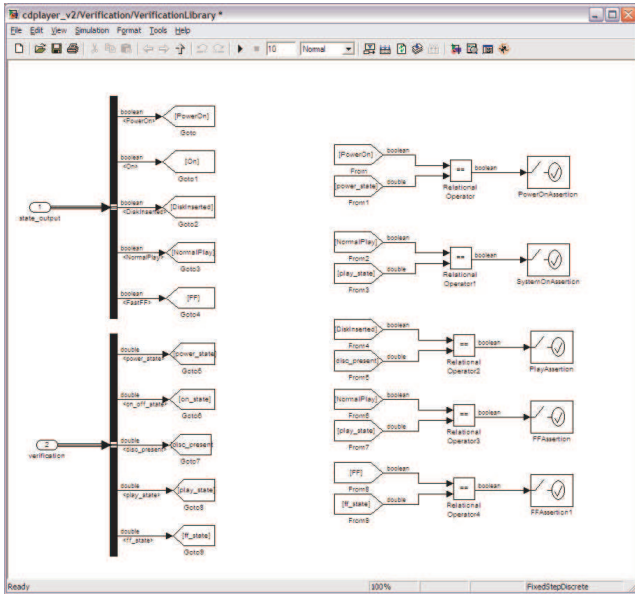 cdplayer_v2/Verification/VerificationLibrary *
File Edit View Simulation Format Tools Help
10 Normal
boolean
<PowerOn>
[PowerOn]
Goto
boolean
<On>
[On]
Goto1
1
state_output
boolean
<DiskInserted>
[DiskInserted]
Goto2
boolean
<NormalPlay>
[NormalPlay]
Goto3
boolean
<FastFF>
[FF]
Goto4
double
<power_state>
[power_state]
Goto5
double
<on_off_state>
[on_state]
Goto6
2
verification
double
<disc_present>
[disc_present]
Goto7
double
<play_state>
[play_state]
Goto8
double
<ff_state>
[ff_state]
Goto9
[PowerOn]
boolean
From
[power_state]
double
From1
==
Relational
Operator
boolean
PowerOnAssertion
[NormalPlay]
boolean
From2
[play_state]
double
From3
==
Relational
Operator1
boolean
SystemOnAssertion
[DiskInserted]
boolean
From4
[disc_present]
double
From5
==
Relational
Operator2
boolean
PlayAssertion
[NormalPlay]
boolean
From6
[play_state]
double
From7
==
Relational
Operator3
boolean
FFAssertion
[FF]
boolean
From8
[ff_state]
double
From9
==
Relational
Operator4
boolean
FFAssertion1
Ready 100% FixedStepDiscrete